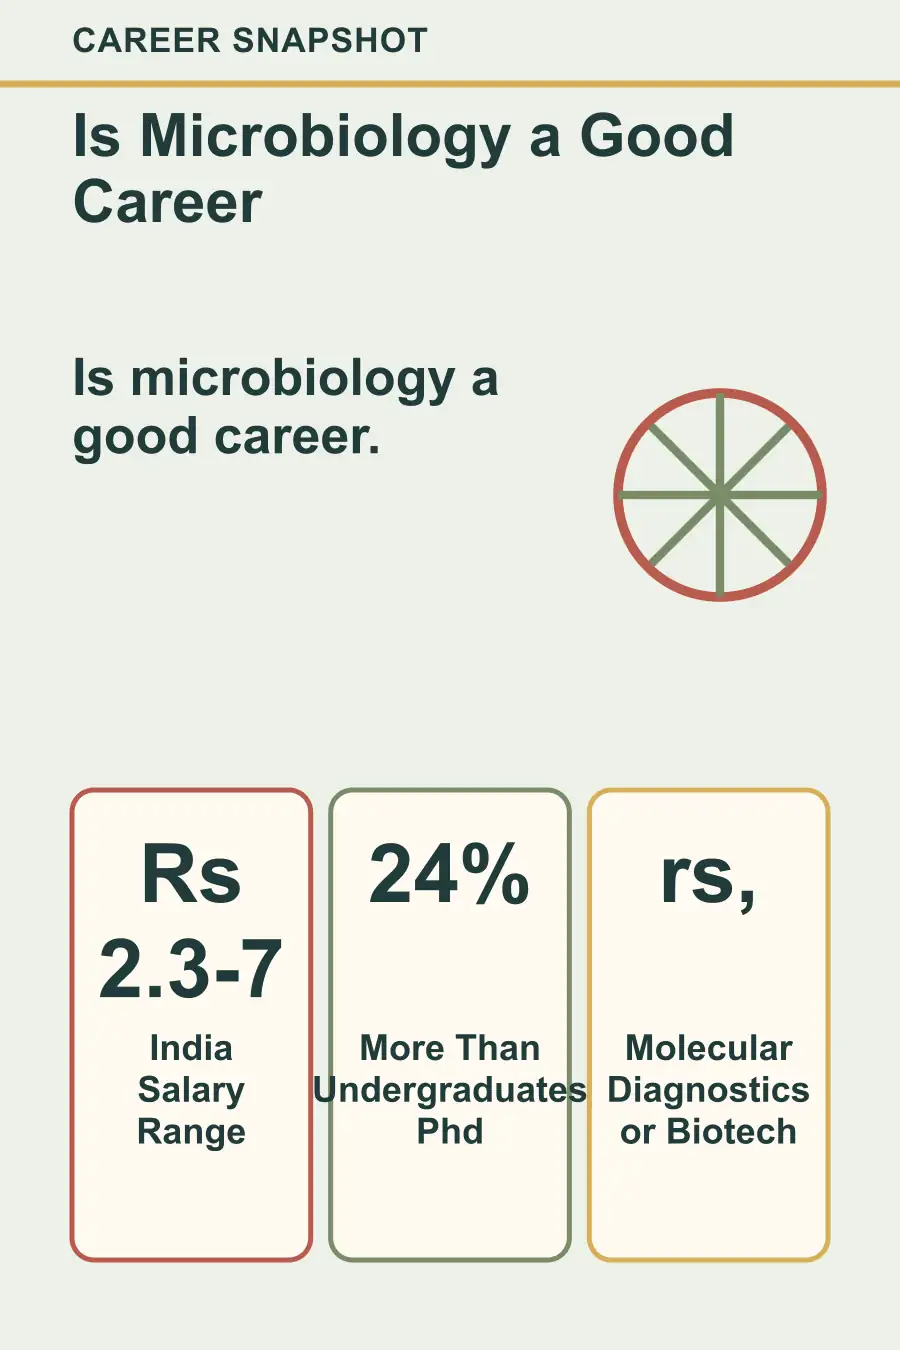 CAREER SNAPSHOT
Is Microbiology a Good
Career
Is microbiology a
good career.
Rs
2.3-7
India
Salary
Range
24%
More Than
Undergraduates
Phd
rs,
Molecular
Diagnostics
or Biotech